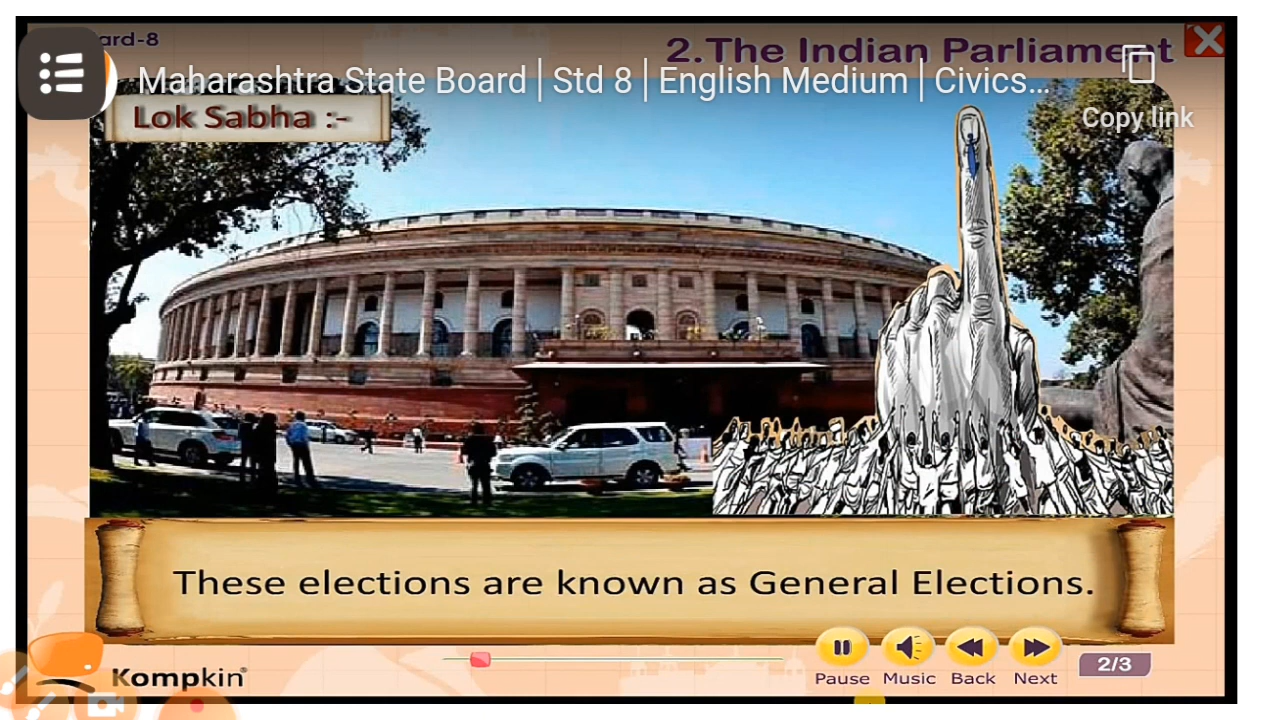 ard-8
2.The Indian Parliament
Maharashtra State Board | Std 8 | English Medium | Civics...
Copy link
Lok Sabha :-
These elections are known as General Elections.
Kompkin
Pause Music Back Next
2/3